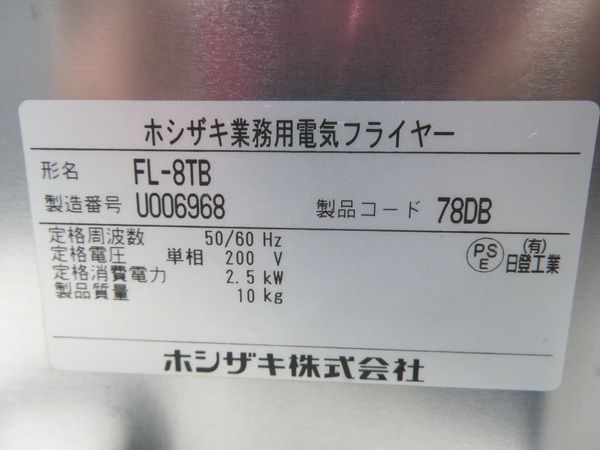 ホシザキ業務用電気フライヤー
形名 FL-8TB
製造番号 U006968 製品コード 78DB
定格周波数 50/60 Hz
定格電圧 単相 200 V
定格消費電力 2.5 kW
製品質量 10 kg
PS
E
(有)
日登工業
ホシザキ株式会社